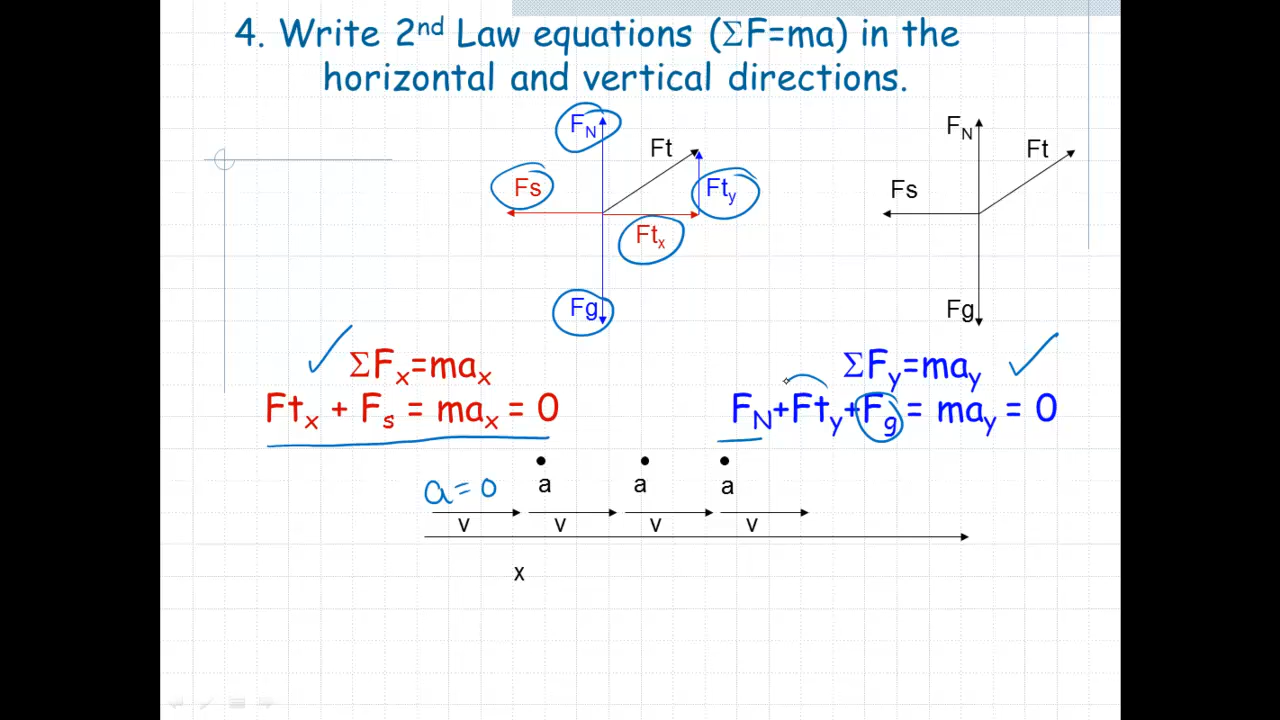 4. Write 2nd Law equations (ΣF=ma) in the
horizontal and vertical directions.
FN
Ft
Fs
Fty
Ftx
Fg
FN
Ft
Fs
Fg
ΣFx=max
Ftx + Fs = max = 0
ΣFy=may
FN+Fty+Fg = may = 0
a=0
a
a
a
v
v
v
v
x